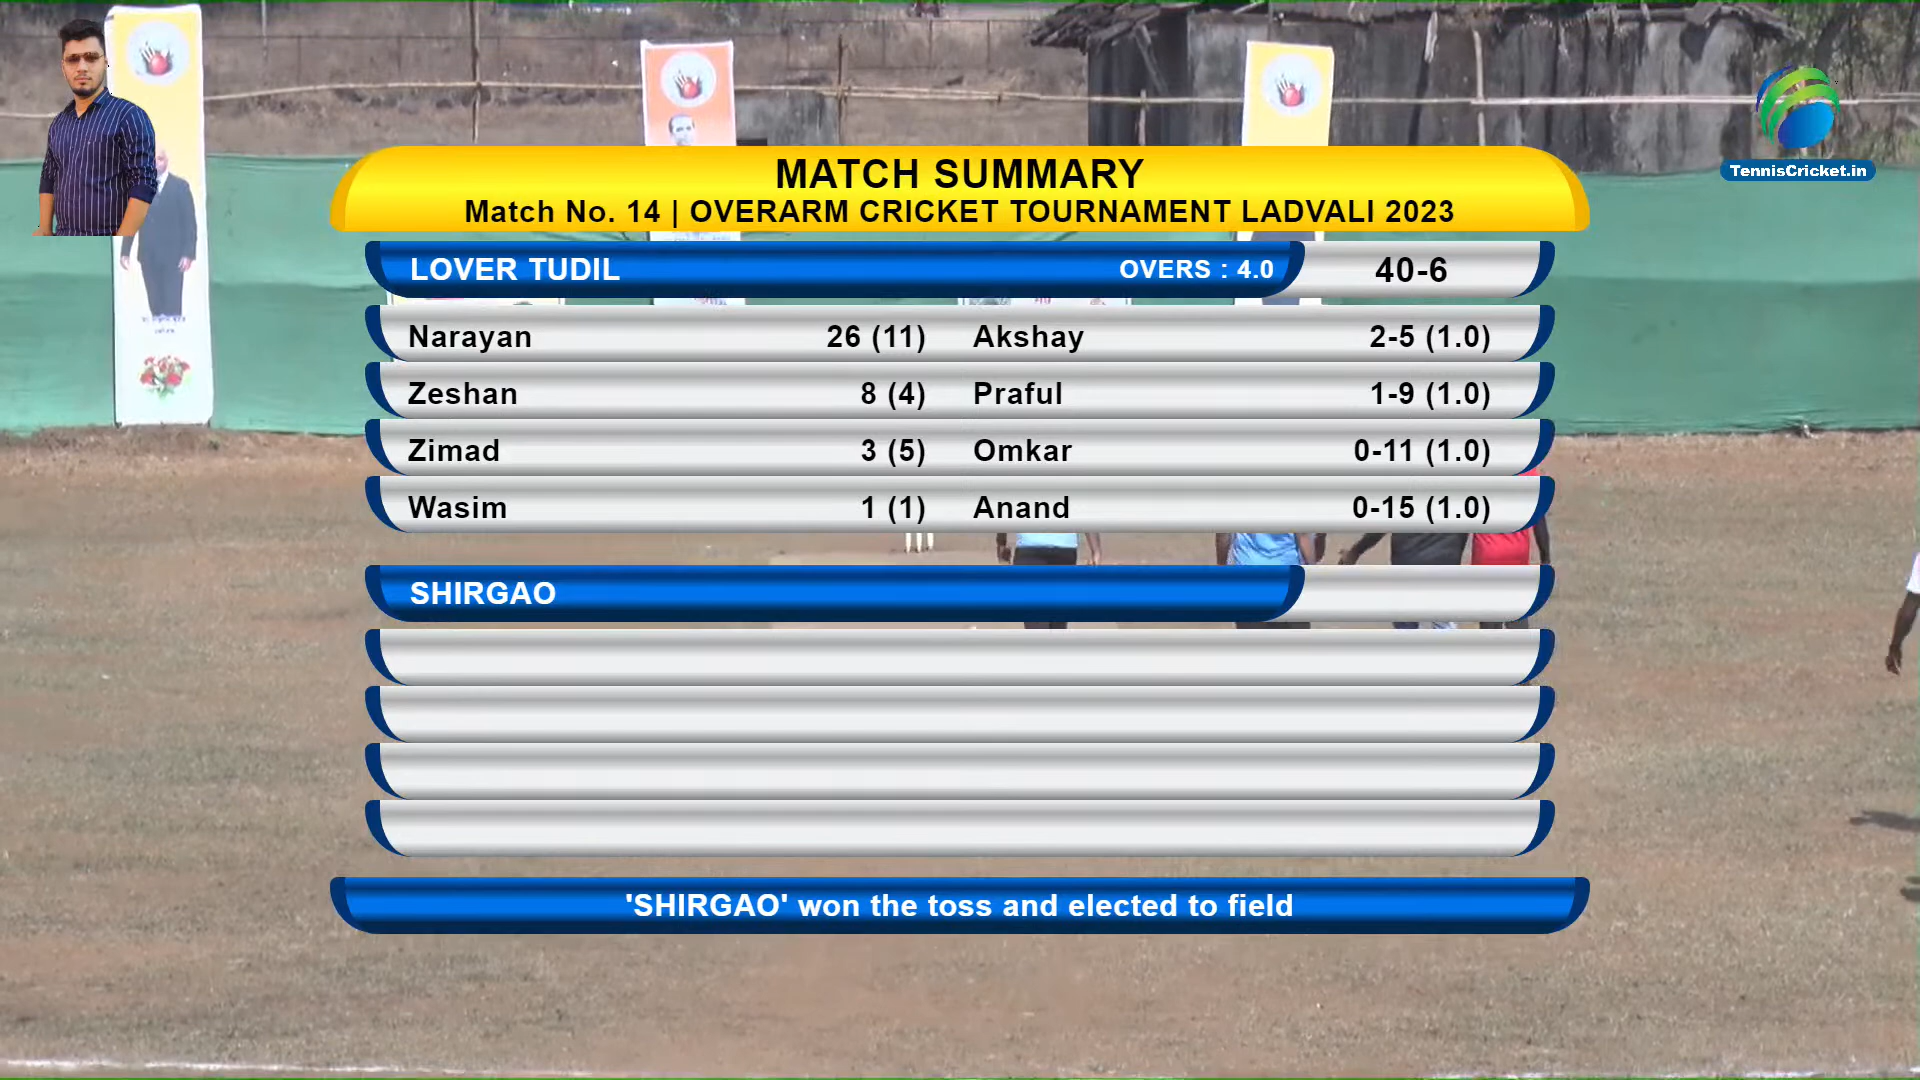 TennisCricket.in
MATCH SUMMARY
Match No. 14 | OVERARM CRICKET TOURNAMENT LADVALI 2023
LOVER TUDIL OVERS : 4.0 40-6
Narayan 26 (11) Akshay 2-5 (1.0)
Zeshan 8 (4) Praful 1-9 (1.0)
Zimad 3 (5) Omkar 0-11 (1.0)
Wasim 1 (1) Anand 0-15 (1.0)
SHIRGAO
'SHIRGAO' won the toss and elected to field